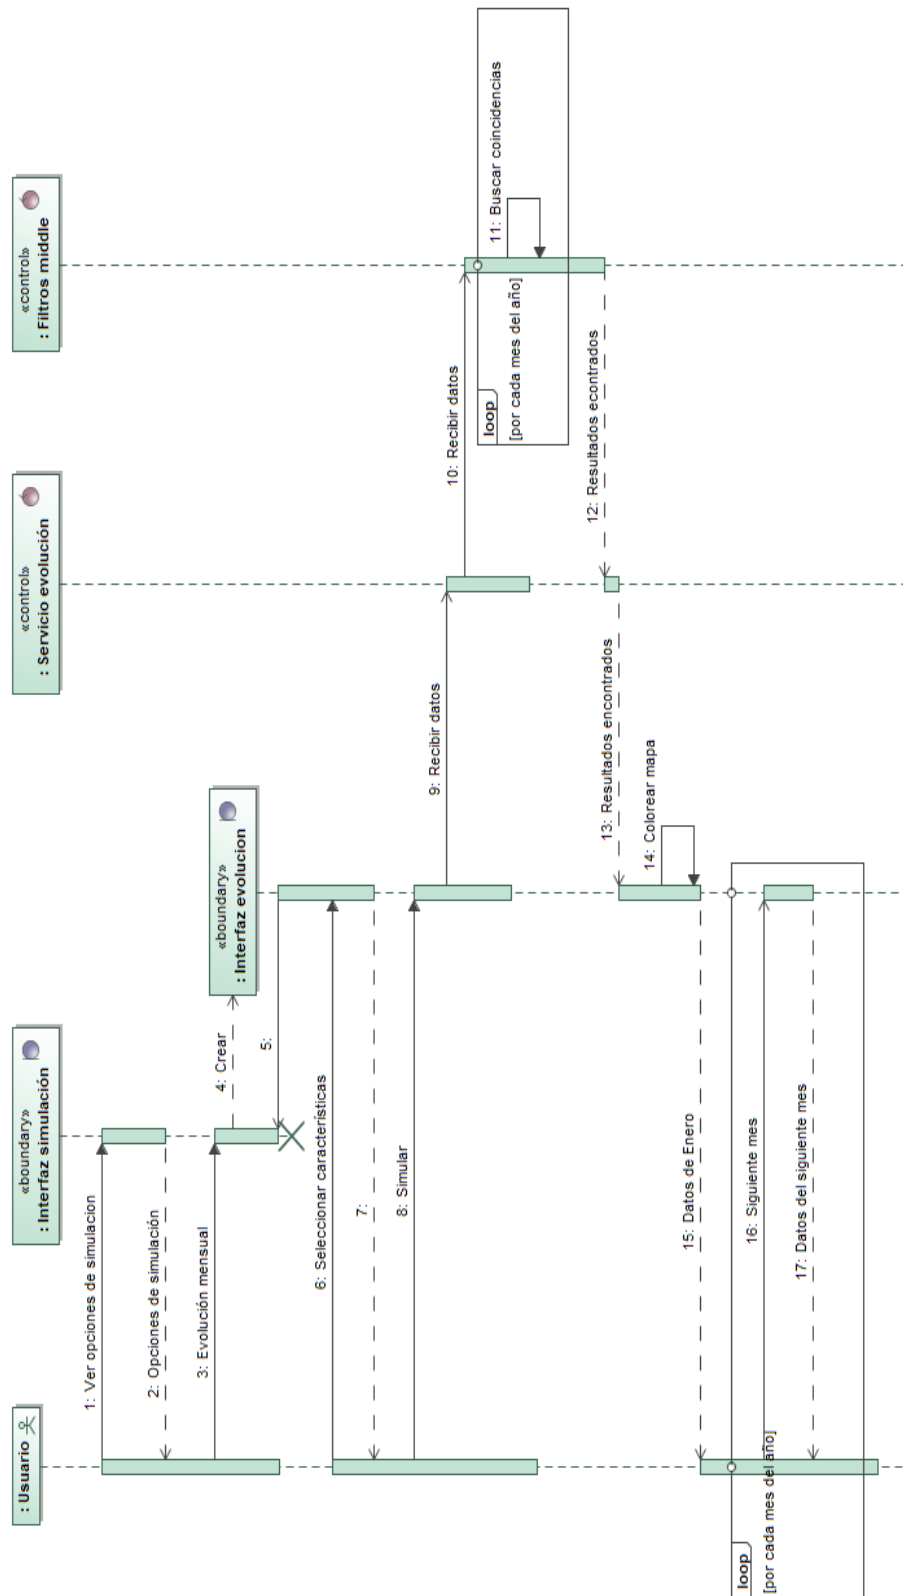 : Usuario
«boundary»
: Interfaz simulación
«boundary»
: Interfaz evolucion
«control»
: Servicio evolución
«control»
: Filtros middle
1: Ver opciones de simulacion
2: Opciones de simulación
3: Evolución mensual
4: Crear
5:
6: Seleccionar características
7:
8: Simular
9: Recibir datos
10: Recibir datos
loop
[por cada mes del año]
11: Buscar coincidencias
12: Resultados econtrados
13: Resultados encontrados
14: Colorear mapa
15: Datos de Enero
loop
[por cada mes del año]
16: Siguiente mes
17: Datos del siguiente mes